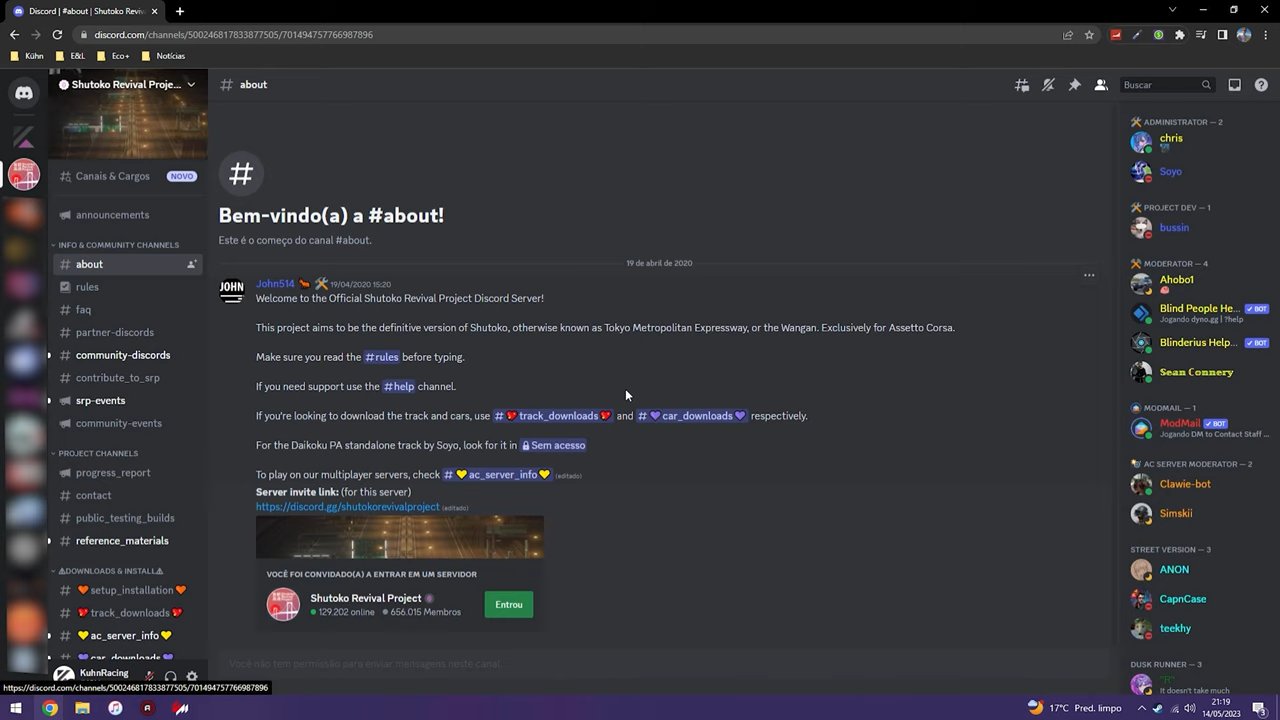 Discord | #about | Shutoko Reviv
discord.com/channels/500246817833877505/701494757766987896
Kühn
E&L
Eco+
Notícias
Shutoko Revival Proje...
Canais & Cargos
NOVO
announcements
INFO & COMMUNITY CHANNELS
about
rules
faq
partner-discords
community-discords
contribute_to_srp
srp-events
community-events
PROJECT CHANNELS
progress_report
contact
public_testing_builds
reference_materials
⚠DOWNLOADS & INSTALL⚠
🧡setup_installation🧡
💖track_downloads💖
💛ac_server_info💛
💜car_downloads💜
KuhnRacing
https://discord.com/channels/500246817833877505/701494757766987896
# about
Buscar
#
Bem-vindo(a) a #about!
Este é o começo do canal #about.
19 de abril de 2020
JOHN
John514 19/04/2020 15:20
Welcome to the Official Shutoko Revival Project Discord Server!
This project aims to be the definitive version of Shutoko, otherwise known as Tokyo Metropolitan Expressway, or the Wangan. Exclusively for Assetto Corsa.
Make sure you read the #rules before typing.
If you need support use the #help channel.
If you're looking to download the track and cars, use #💖track_downloads💖 and #💜car_downloads💜 respectively.
For the Daikoku PA standalone track by Soyo, look for it in Sem acesso
To play on our multiplayer servers, check #💛ac_server_info💛 (editado)
Server invite link: (for this server)
https://discord.gg/shutokorevivalproject (editado)
VOCÊ FOI CONVIDADO(A) A ENTRAR EM UM SERVIDOR
Shutoko Revival Project
129.202 online 656.015 Membros
Entrou
Você não tem permissão para enviar mensagens neste canal.
ADMINISTRATOR — 2
chris
Soyo
PROJECT DEV — 1
bussin
MODERATOR — 4
Ahobo1
Blind People He... BOT
Jogando dyno.gg | ?help
Blinderius Help... BOT
Sean Connery
MODMAIL — 1
ModMail BOT
Jogando DM to Contact Staff ...
AC SERVER MODERATOR — 2
Clawie-bot
Simskii
STREET VERSION — 3
ANON
CapnCase
teekhy
DUSK RUNNER — 3
"R"
It doesn't take much
17°C Pred. limpo
21:19
14/05/2023
3